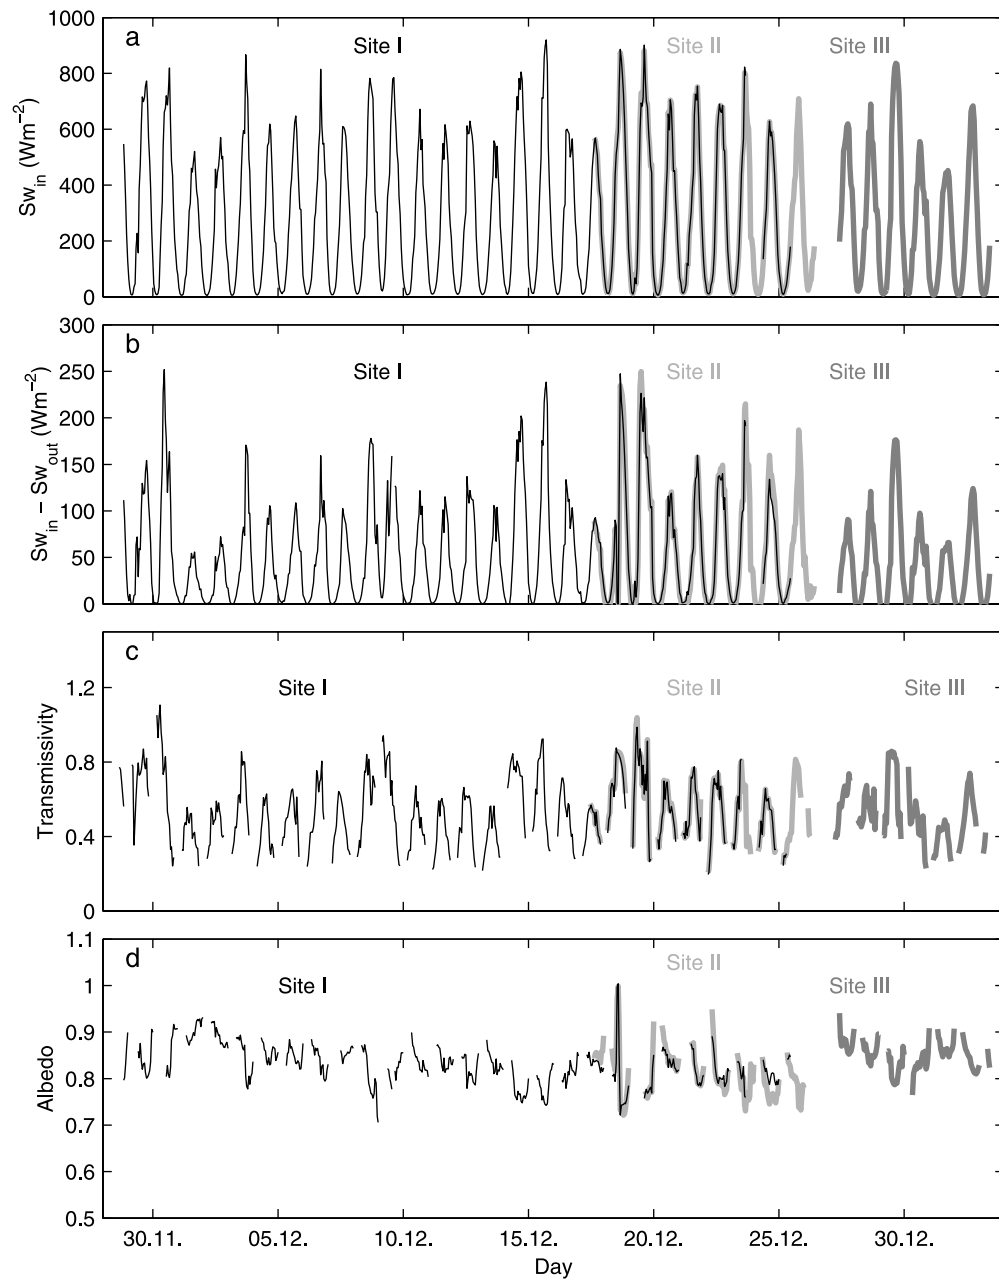 a
Site I
Site II
Site III
1000
800
600
400
200
0
Sw_in (Wm⁻²)
b
Site I
Site II
Site III
300
250
200
150
100
50
0
Sw_in − Sw_out (Wm⁻²)
c
Site I
Site II
Site III
1.2
0.8
0.4
0
Transmissivity
d
Site I
Site II
Site III
1.1
1
0.9
0.8
0.7
0.6
0.5
Albedo
30.11. 05.12. 10.12. 15.12. 20.12. 25.12. 30.12.
Day